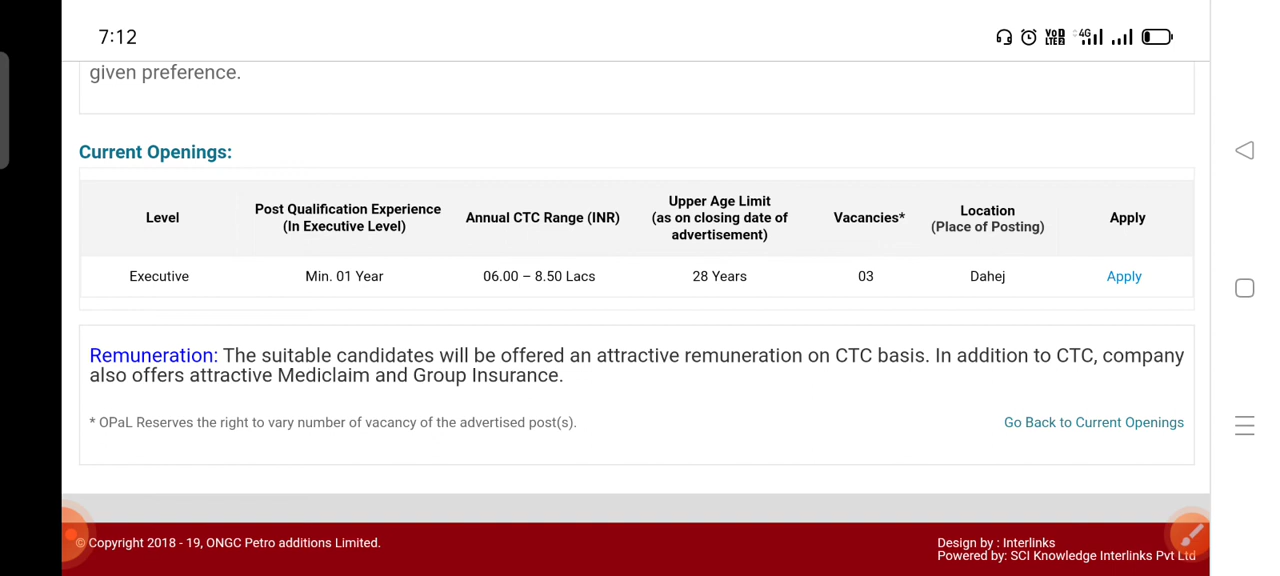 7:12
VoD LTE2 4G
given preference.
Current Openings:
Level Post Qualification Experience (In Executive Level) Annual CTC Range (INR) Upper Age Limit (as on closing date of advertisement) Vacancies* Location (Place of Posting) Apply
Executive Min. 01 Year 06.00 – 8.50 Lacs 28 Years 03 Dahej Apply
Remuneration: The suitable candidates will be offered an attractive remuneration on CTC basis. In addition to CTC, company
also offers attractive Mediclaim and Group Insurance.
* OPaL Reserves the right to vary number of vacancy of the advertised post(s). Go Back to Current Openings
© Copyright 2018 - 19, ONGC Petro additions Limited. Design by : Interlinks
Powered by: SCI Knowledge Interlinks Pvt Ltd